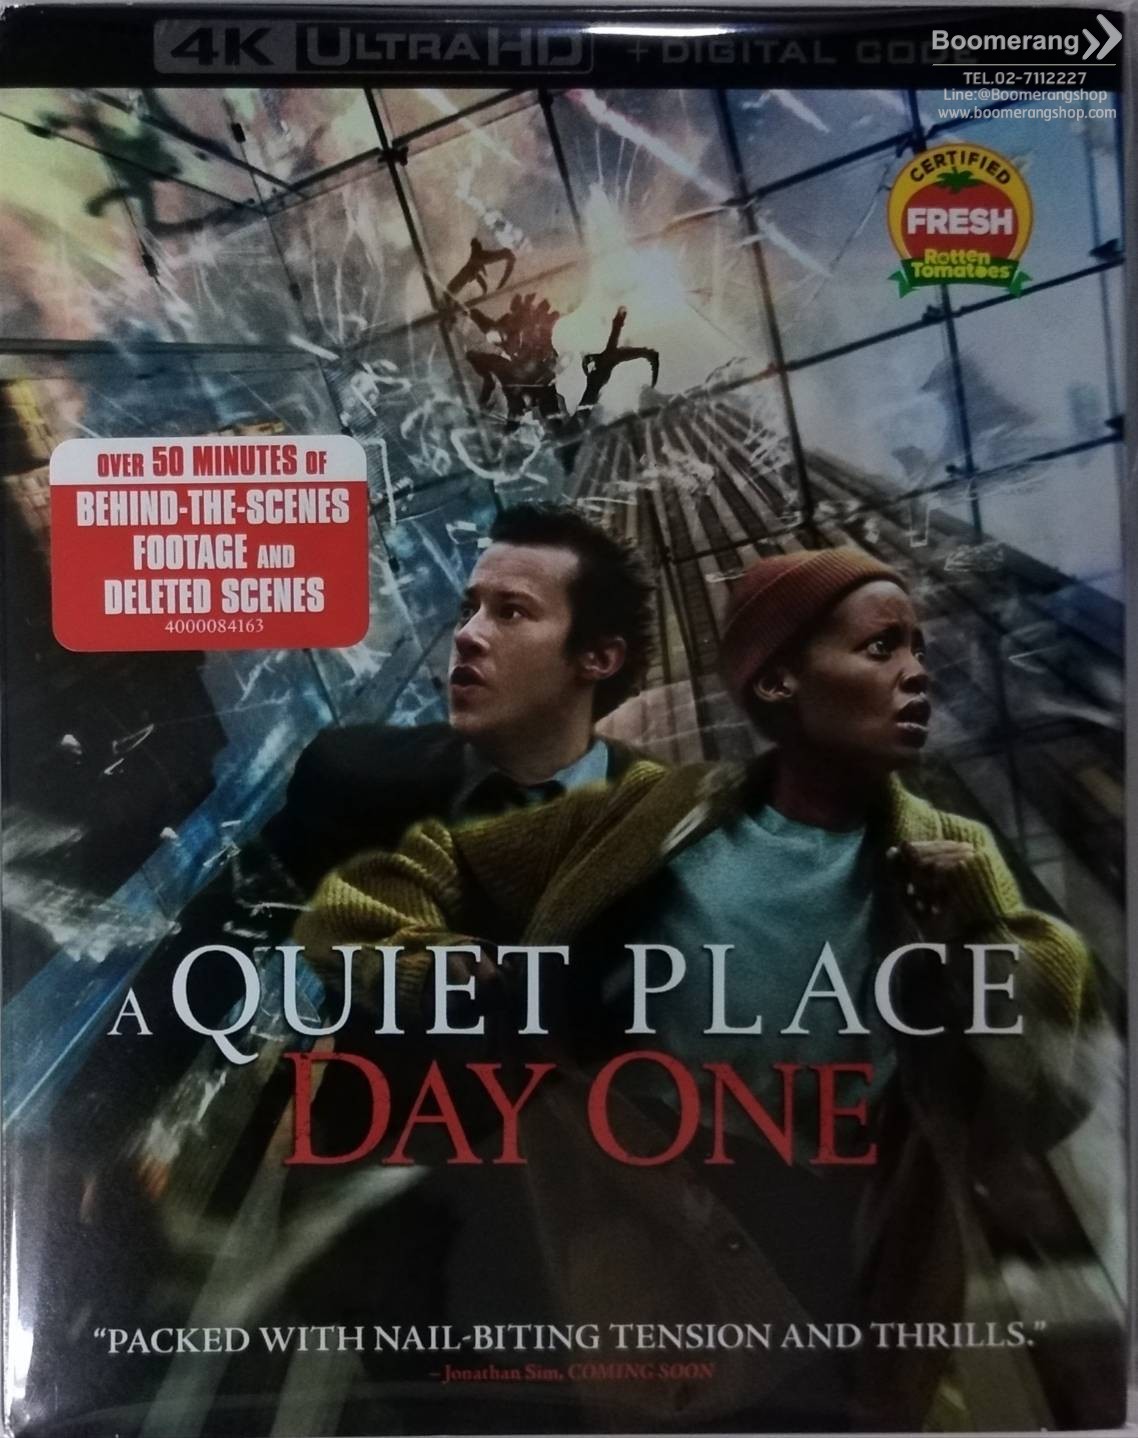 4K ULTRA HD + DIGITAL CODE
Boomerang
TEL.02-7112227
Line:@Boomerangshop
www.boomerangshop.com
CERTIFIED
FRESH
Rotten
Tomatoes
OVER 50 MINUTES OF
BEHIND-THE-SCENES
FOOTAGE AND
DELETED SCENES
4000084163
A QUIET PLACE
DAY ONE
“PACKED WITH NAIL-BITING TENSION AND THRILLS.”
– Jonathan Sim, COMING SOON